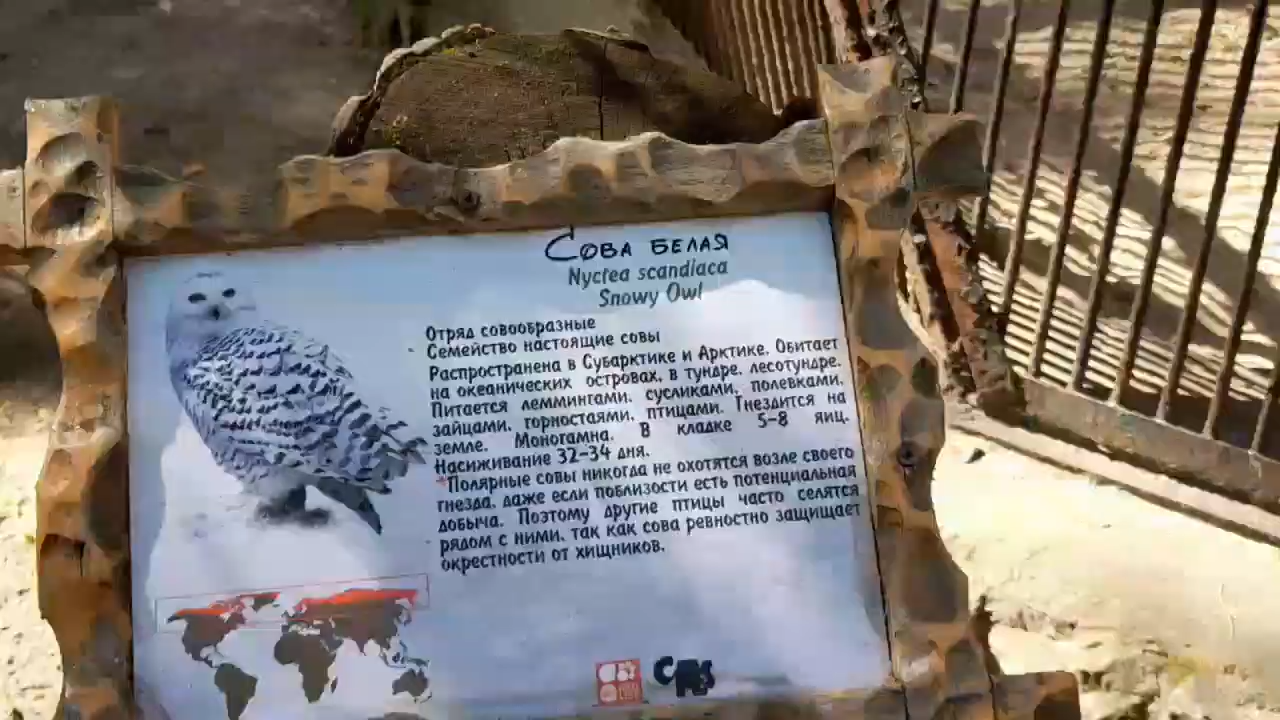 Сова белая
Nyctea scandiaca
Snowy Owl
Отряд совообразные
Семейство настоящие совы
Распространена в Субарктике и Арктике. Обитает
на океанических островах, в тундре, лесотундре.
Питается леммингами, сусликами, полевками,
зайцами, горностаями, птицами. Гнездится на
земле. Моногамна. В кладке 5-8 яиц.
Насиживание 32-34 дня.
*Полярные совы никогда не охотятся возле своего
гнезда, даже если поблизости есть потенциальная
добыча. Поэтому другие птицы часто селятся
рядом с ними, так как сова ревностно защищает
окрестности от хищников.